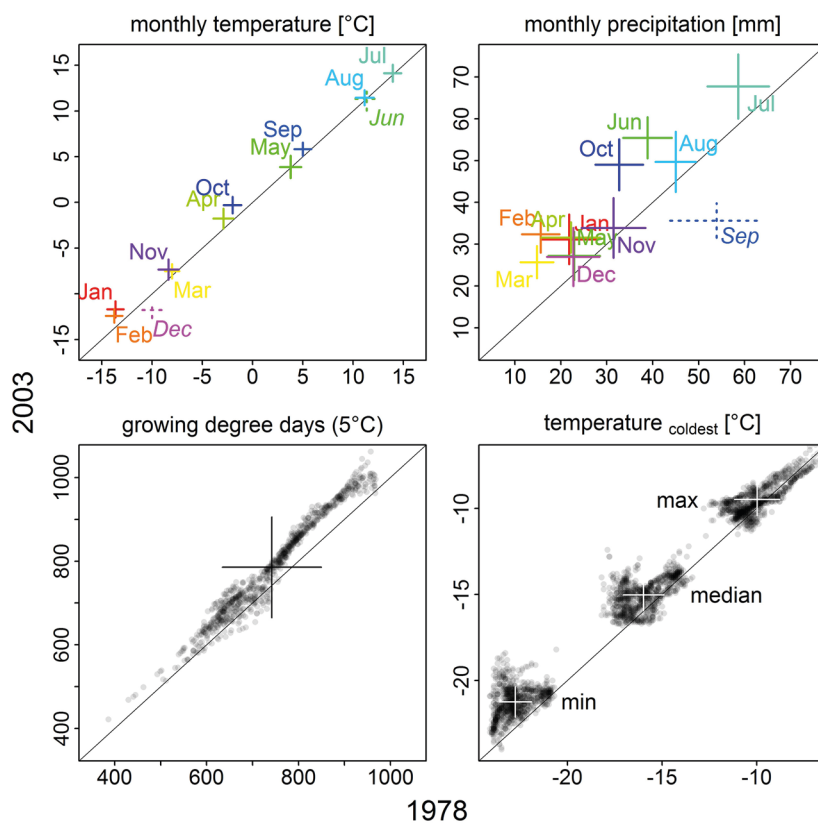 monthly temperature [°C]
monthly precipitation [mm]
15
10
5
0
-5
-10
-15
Jul
Aug
Jun
Sep
May
Oct
Apr
Nov
Mar
Jan
Feb
Dec
-15 -10 -5 0 5 10 15
70
60
50
40
30
20
10
Jul
Jun
Oct
Aug
Feb
Apr
Jan
Sep
May
Nov
Mar
Dec
10 20 30 40 50 60 70
2003
growing degree days (5°C)
temperature coldest [°C]
1000
800
600
400
400 600 800 1000
-10
-15
-20
max
median
min
-20 -15 -10
1978